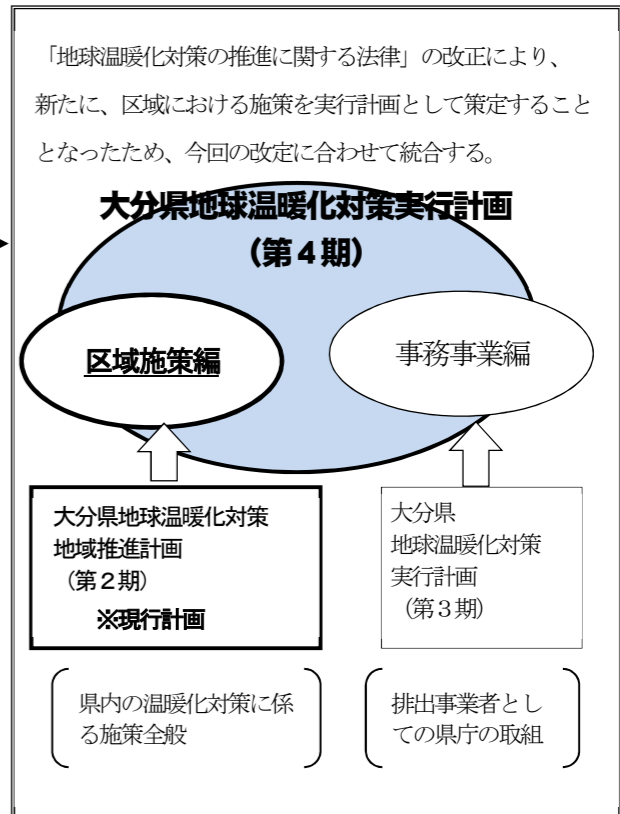 「地球温暖化対策の推進に関する法律」の改正により、
新たに、区域における施策を実行計画として策定すること
となったため、今回の改定に合わせて統合する。
大分県地球温暖化対策実行計画
(第４期)
区域施策編
事務事業編
大分県地球温暖化対策
地域推進計画
(第２期)
※現行計画
大分県
地球温暖化対策
実行計画
(第３期)
県内の温暖化対策に係
る施策全般
排出事業者とし
ての県庁の取組